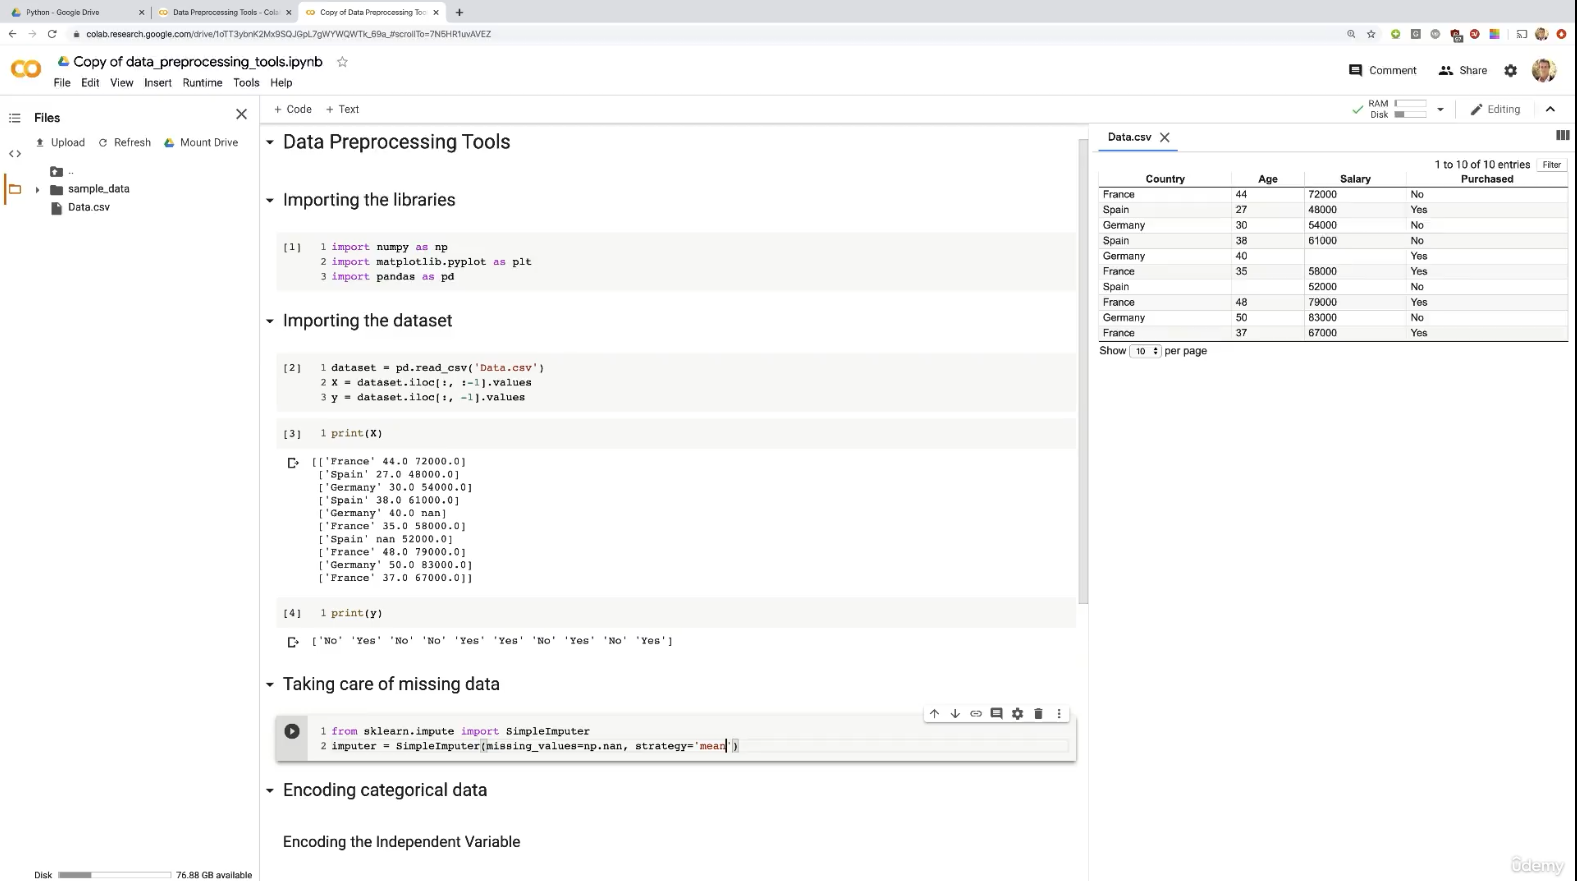 Python - Google Drive
Data Preprocessing Tools - Cola
Copy of Data Preprocessing Too
colab.research.google.com/drive/1oTT3ybnK2Mx9SQJGpL7gWYWQWTk_69a_#scrollTo=7N5HR1uvAVEZ
Copy of data_preprocessing_tools.ipynb
Comment
Share
File Edit View Insert Runtime Tools Help
Files
Upload Refresh Mount Drive
..
sample_data
Data.csv
Disk 76.88 GB available
+ Code + Text
RAM
Disk
Editing
Data Preprocessing Tools
Importing the libraries
[1] 1 import numpy as np
2 import matplotlib.pyplot as plt
3 import pandas as pd
Importing the dataset
[2] 1 dataset = pd.read_csv('Data.csv')
2 X = dataset.iloc[:, :-1].values
3 y = dataset.iloc[:, -1].values
[3] 1 print(X)
[['France' 44.0 72000.0]
['Spain' 27.0 48000.0]
['Germany' 30.0 54000.0]
['Spain' 38.0 61000.0]
['Germany' 40.0 nan]
['France' 35.0 58000.0]
['Spain' nan 52000.0]
['France' 48.0 79000.0]
['Germany' 50.0 83000.0]
['France' 37.0 67000.0]]
[4] 1 print(y)
['No' 'Yes' 'No' 'No' 'Yes' 'Yes' 'No' 'Yes' 'No' 'Yes']
Taking care of missing data
1 from sklearn.impute import SimpleImputer
2 imputer = SimpleImputer(missing_values=np.nan, strategy='mean')
Encoding categorical data
Encoding the Independent Variable
Data.csv
1 to 10 of 10 entries Filter
Country Age Salary Purchased
France 44 72000 No
Spain 27 48000 Yes
Germany 30 54000 No
Spain 38 61000 No
Germany 40 Yes
France 35 58000 Yes
Spain 52000 No
France 48 79000 Yes
Germany 50 83000 No
France 37 67000 Yes
Show 10 per page
ûdemy